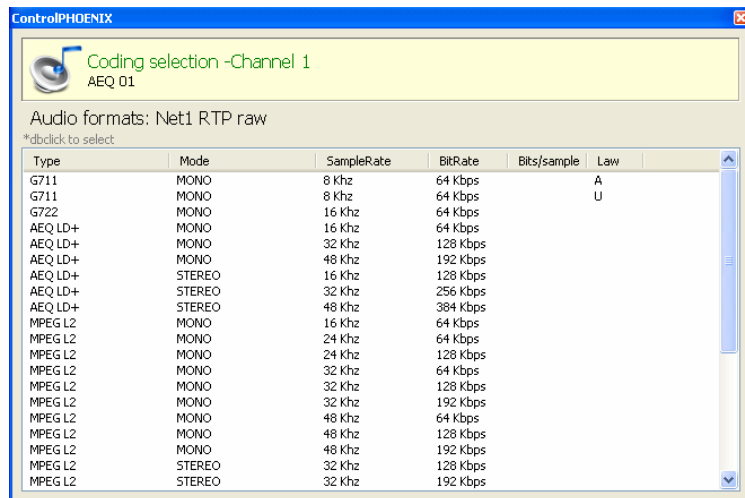 ControlPHOENIX
Coding selection -Channel 1
AEQ 01
Audio formats: Net1 RTP raw
*dbclick to select
Type Mode SampleRate BitRate Bits/sample Law
G711 MONO 8 Khz 64 Kbps A
G711 MONO 8 Khz 64 Kbps U
G722 MONO 16 Khz 64 Kbps
AEQ LD+ MONO 16 Khz 64 Kbps
AEQ LD+ MONO 32 Khz 128 Kbps
AEQ LD+ MONO 48 Khz 192 Kbps
AEQ LD+ STEREO 16 Khz 128 Kbps
AEQ LD+ STEREO 32 Khz 256 Kbps
AEQ LD+ STEREO 48 Khz 384 Kbps
MPEG L2 MONO 16 Khz 64 Kbps
MPEG L2 MONO 24 Khz 64 Kbps
MPEG L2 MONO 24 Khz 128 Kbps
MPEG L2 MONO 32 Khz 64 Kbps
MPEG L2 MONO 32 Khz 128 Kbps
MPEG L2 MONO 32 Khz 192 Kbps
MPEG L2 MONO 48 Khz 64 Kbps
MPEG L2 MONO 48 Khz 128 Kbps
MPEG L2 MONO 48 Khz 192 Kbps
MPEG L2 STEREO 32 Khz 128 Kbps
MPEG L2 STEREO 32 Khz 192 Kbps